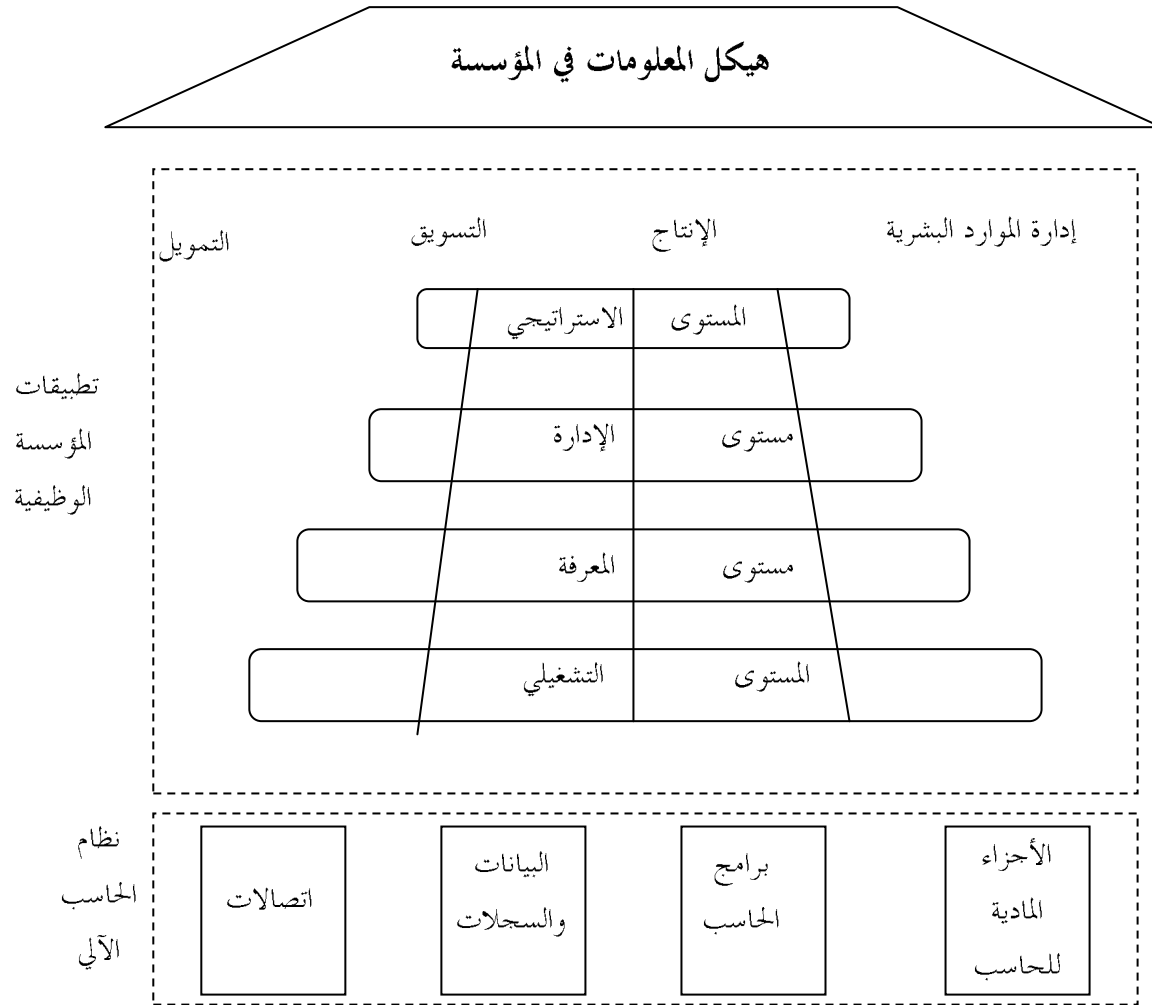 هيكل المعلومات في المؤسسة
إدارة الموارد البشرية الإنتاج التسويق التمويل
المستوى الاستراتيجي
مستوى الإدارة
مستوى المعرفة
المستوى التشغيلي
تطبيقات
المؤسسة
الوظيفية
الأجزاء
المادية
للحاسب
برامج
الحاسب
البيانات
والسجلات
اتصالات
نظام
الحاسب
الآلي